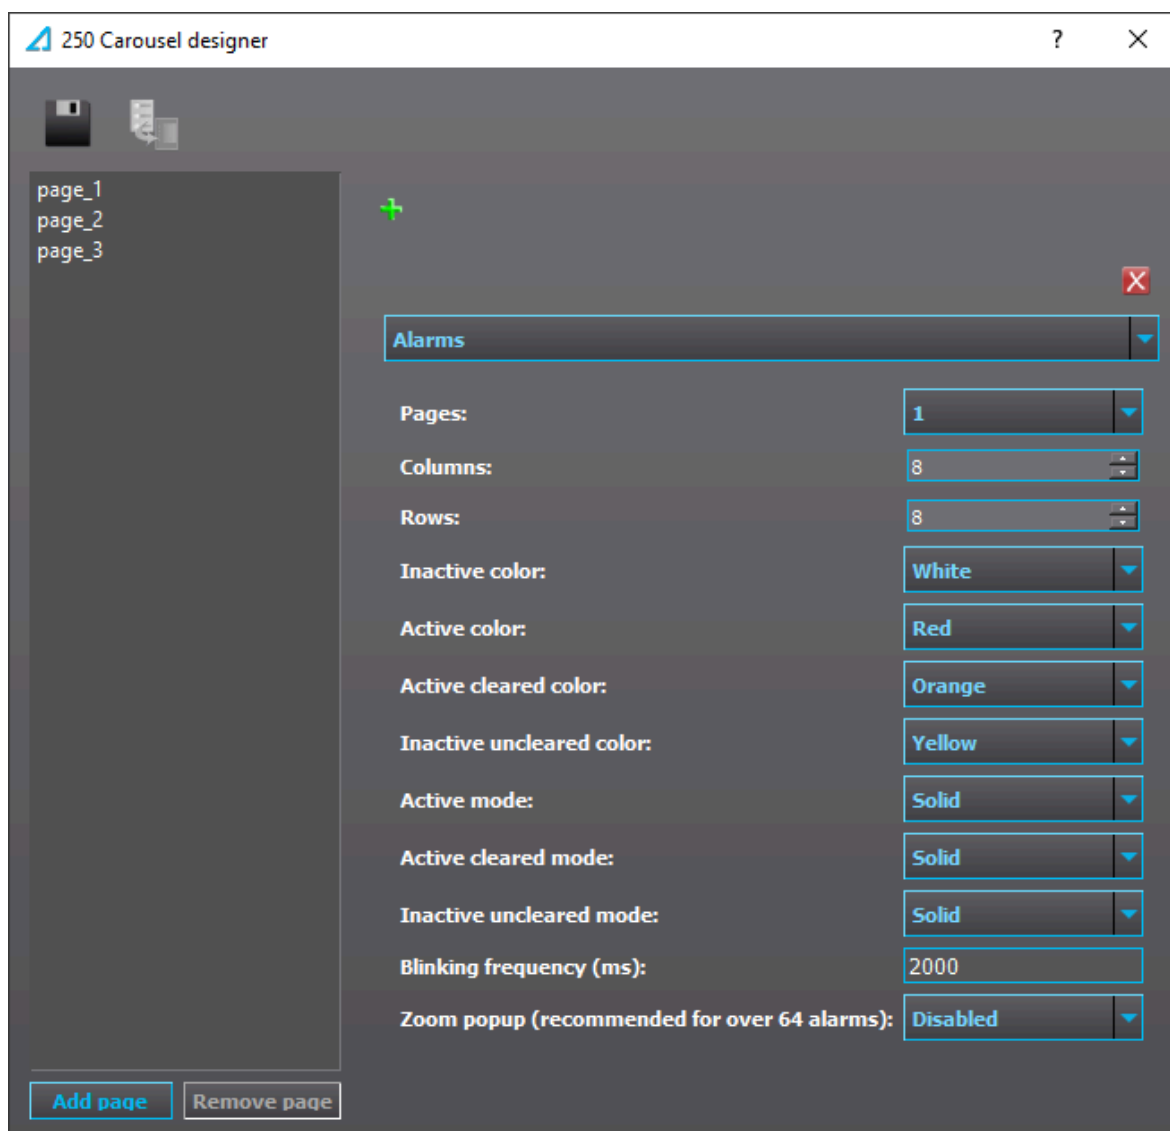 250 Carousel designer ?
page_1
page_2
page_3
Alarms
Pages: 1
Columns: 8
Rows: 8
Inactive color: White
Active color: Red
Active cleared color: Orange
Inactive uncleared color: Yellow
Active mode: Solid
Active cleared mode: Solid
Inactive uncleared mode: Solid
Blinking frequency (ms): 2000
Zoom popup (recommended for over 64 alarms): Disabled
Add page Remove page